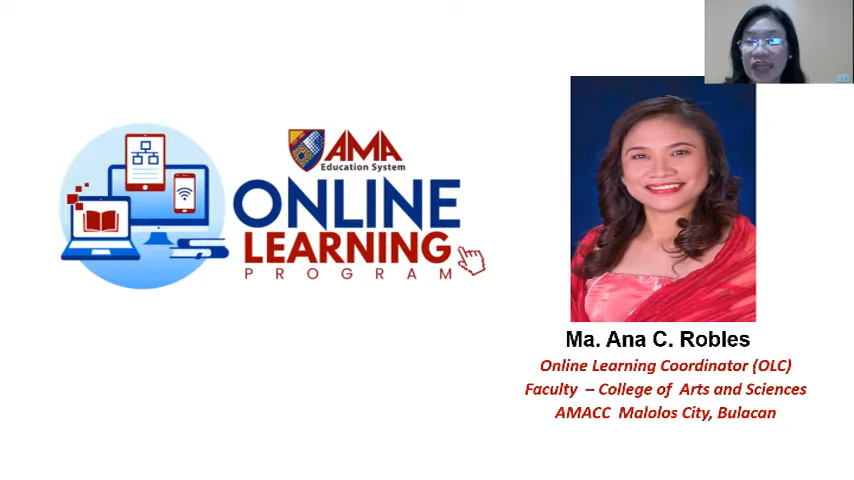 AMA
Education System
ONLINE
LEARNING
PROGRAM
Ma. Ana C. Robles
Online Learning Coordinator (OLC)
Faculty – College of Arts and Sciences
AMACC Malolos City, Bulacan